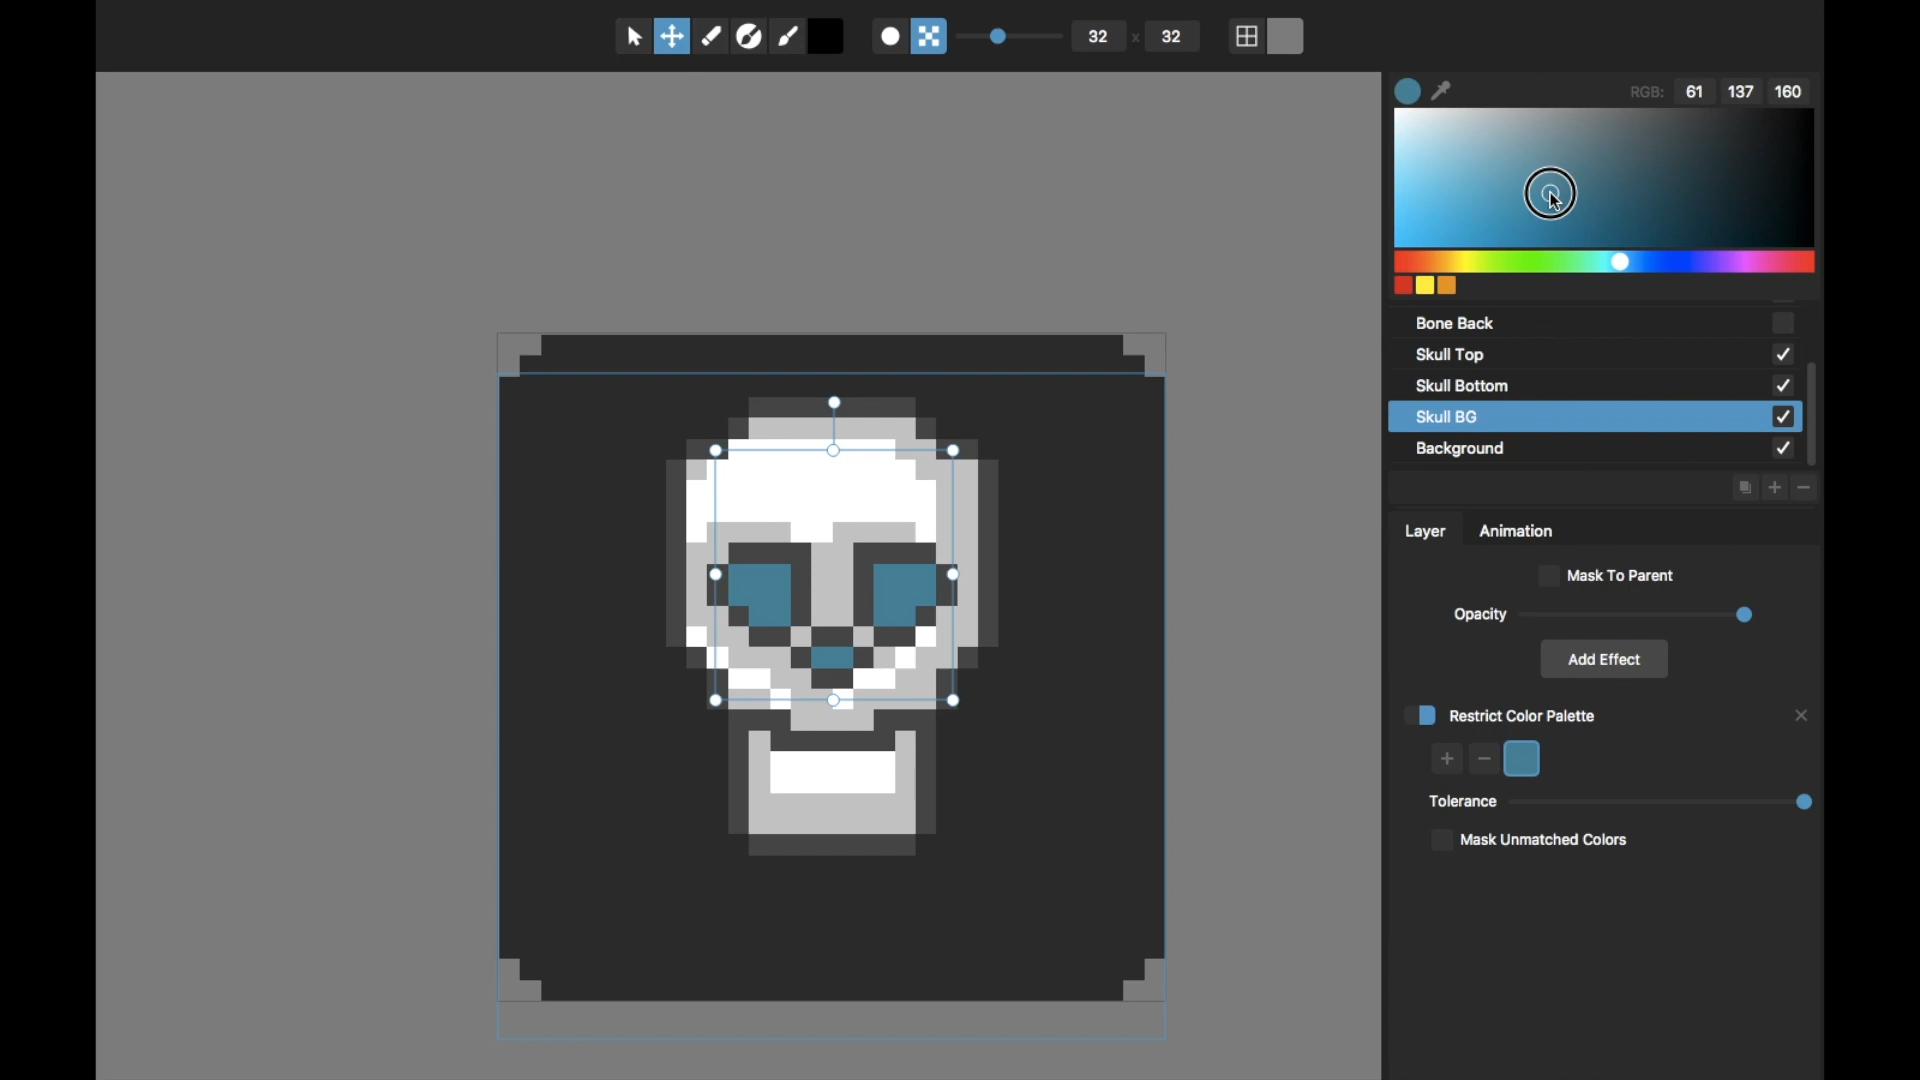 32 x 32
RGB: 61 137 160
Bone Back
Skull Top
Skull Bottom
Skull BG
Background
Layer Animation
Mask To Parent
Opacity
Add Effect
Restrict Color Palette
Tolerance
Mask Unmatched Colors